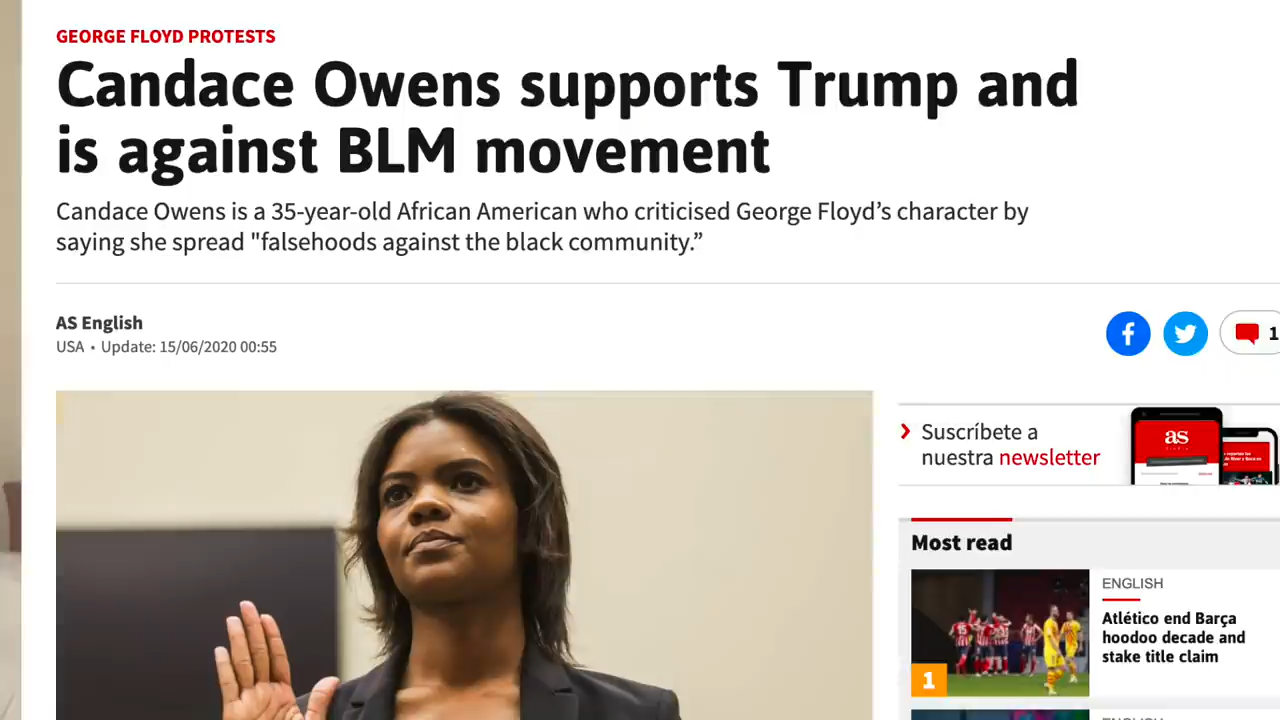 GEORGE FLOYD PROTESTS
Candace Owens supports Trump and
is against BLM movement
Candace Owens is a 35-year-old African American who criticised George Floyd’s character by
saying she spread "falsehoods against the black community.”
AS English
USA • Update: 15/06/2020 00:55
1
Suscríbete a
nuestra newsletter
as
Most read
ENGLISH
Atlético end Barça
hoodoo decade and
stake title claim
1
ENGLISH